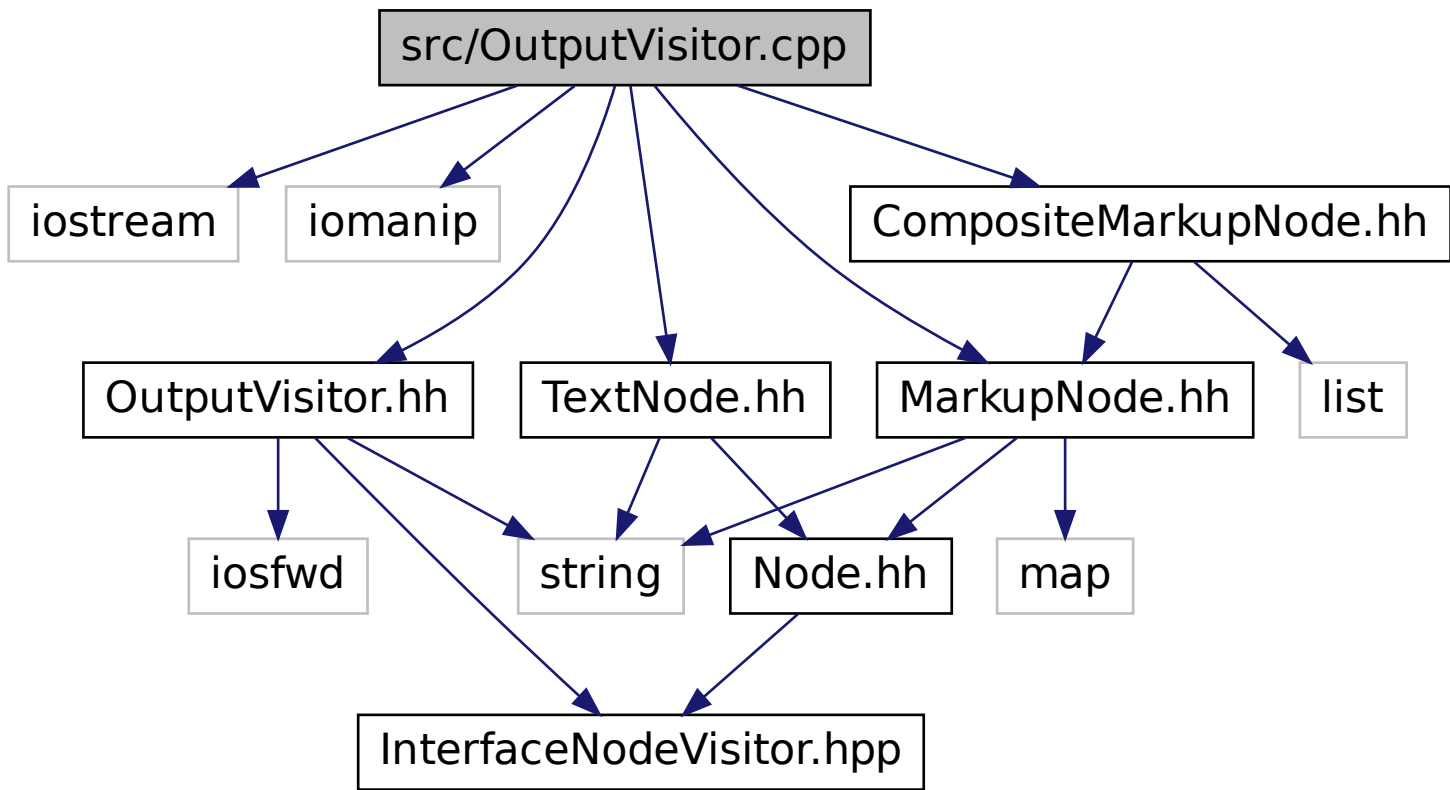 src/OutputVisitor.cpp
iostream
iomanip
CompositeMarkupNode.hh
OutputVisitor.hh
TextNode.hh
MarkupNode.hh
list
iosfwd
string
Node.hh
map
InterfaceNodeVisitor.hpp